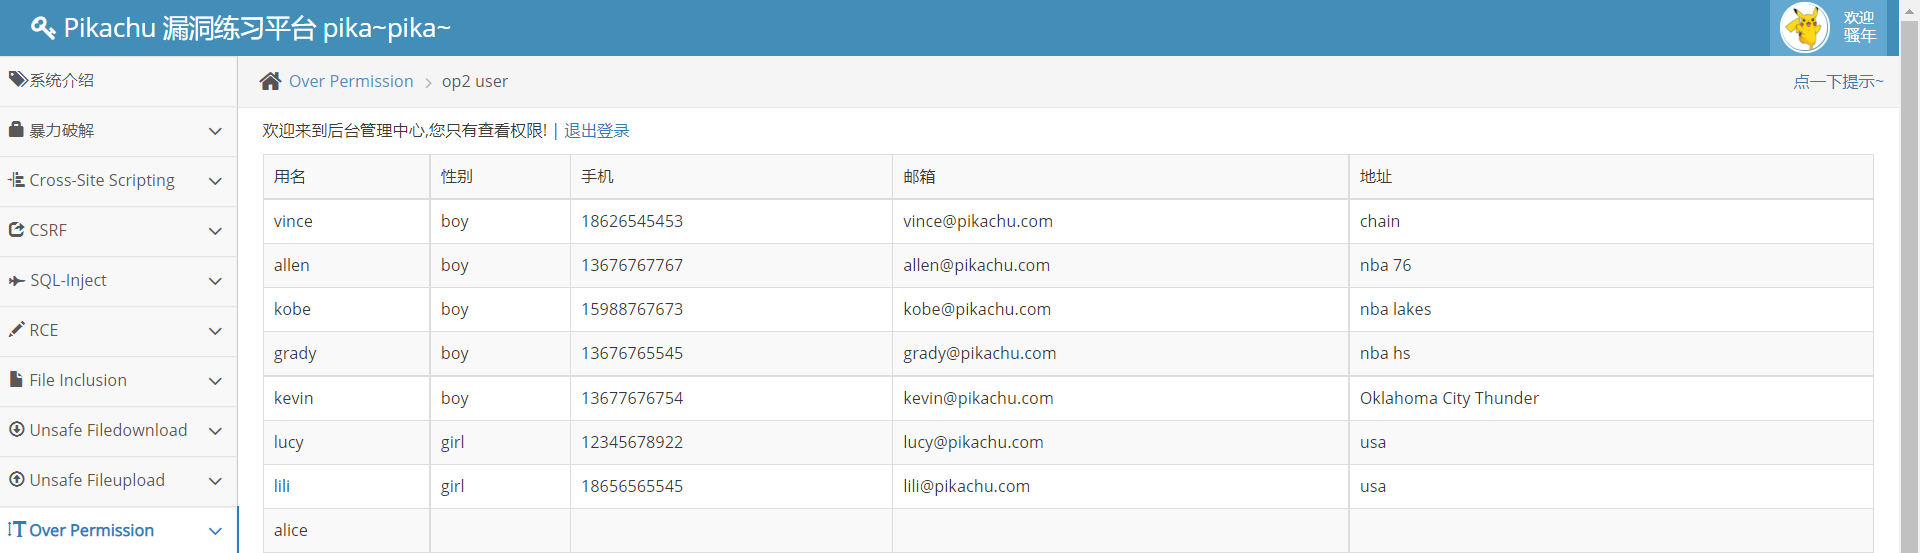 Pikachu 漏洞练习平台 pika~pika~
欢迎
骚年
系统介绍
暴力破解
Cross-Site Scripting
CSRF
SQL-Inject
RCE
File Inclusion
Unsafe Filedownload
Unsafe Fileupload
Over Permission
Over Permission > op2 user
点一下提示~
欢迎来到后台管理中心,您只有查看权限! | 退出登录
用名 性别 手机 邮箱 地址
vince boy 18626545453 vince@pikachu.com chain
allen boy 13676767767 allen@pikachu.com nba 76
kobe boy 15988767673 kobe@pikachu.com nba lakes
grady boy 13676765545 grady@pikachu.com nba hs
kevin boy 13677676754 kevin@pikachu.com Oklahoma City Thunder
lucy girl 12345678922 lucy@pikachu.com usa
lili girl 18656565545 lili@pikachu.com usa
alice